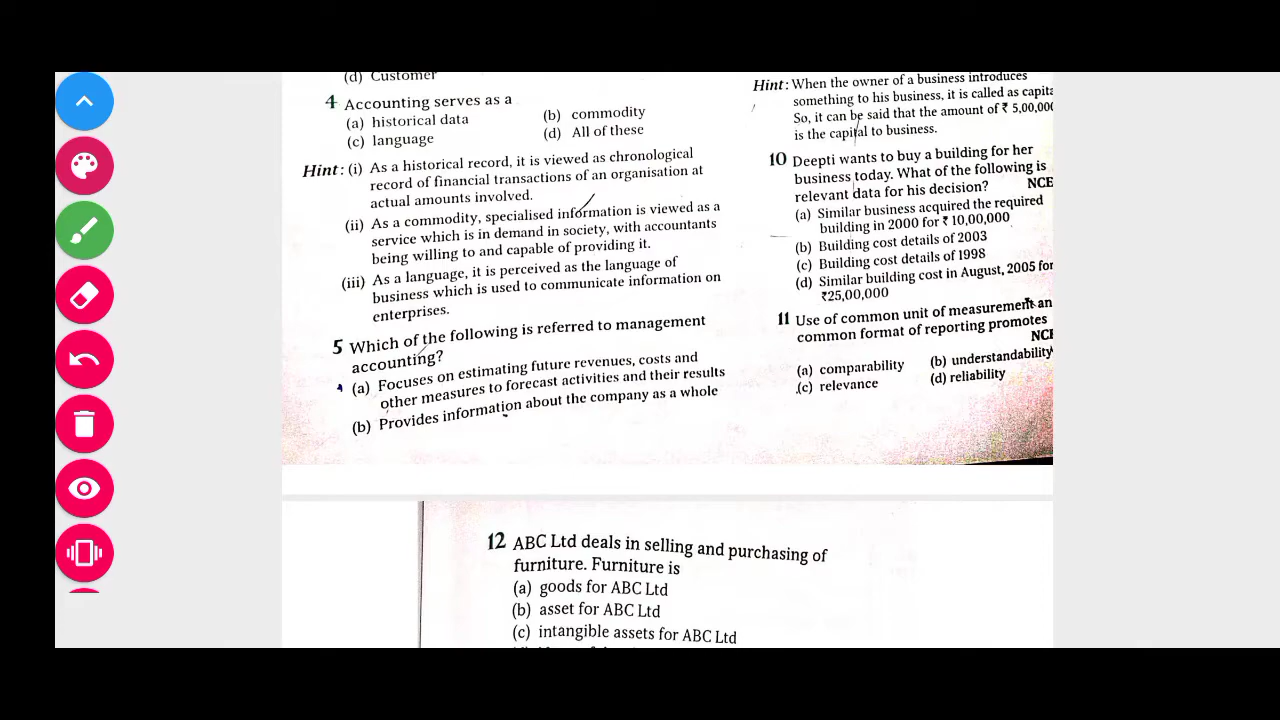 (d) Customer
4 Accounting serves as a
(a) historical data (b) commodity
(c) language (d) All of these
Hint: (i) As a historical record, it is viewed as chronological
record of financial transactions of an organisation at
actual amounts involved.
(ii) As a commodity, specialised information is viewed as a
service which is in demand in society, with accountants
being willing to and capable of providing it.
(iii) As a language, it is perceived as the language of
business which is used to communicate information on
enterprises.
5 Which of the following is referred to management
accounting?
(a) Focuses on estimating future revenues, costs and
other measures to forecast activities and their results
(b) Provides information about the company as a whole
Hint: When the owner of a business introduces
something to his business, it is called as capita
So, it can be said that the amount of ₹ 5,00,000
is the capital to business.
10 Deepti wants to buy a building for her
business today. What of the following is
relevant data for his decision? NCE
(a) Similar business acquired the required
building in 2000 for ₹ 10,00,000
(b) Building cost details of 2003
(c) Building cost details of 1998
(d) Similar building cost in August, 2005 for
₹25,00,000
11 Use of common unit of measurement an
common format of reporting promotes
NCE
(a) comparability (b) understandability
(c) relevance (d) reliability
12 ABC Ltd deals in selling and purchasing of
furniture. Furniture is
(a) goods for ABC Ltd
(b) asset for ABC Ltd
(c) intangible assets for ABC Ltd